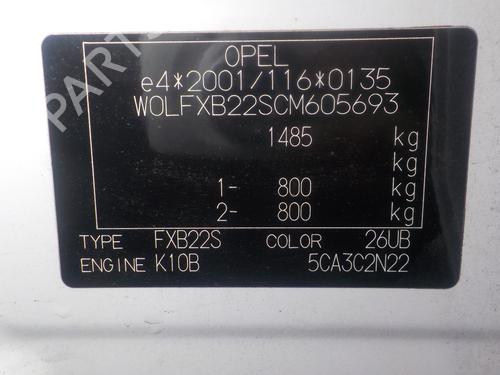 OPEL
e4*2001/116*0135
WOLFXB22SCM605693
1485 kg
kg
1- 800 kg
2- 800 kg
TYPE FXB22S COLOR 26UB
ENGINE K10B 5CA3C2N22